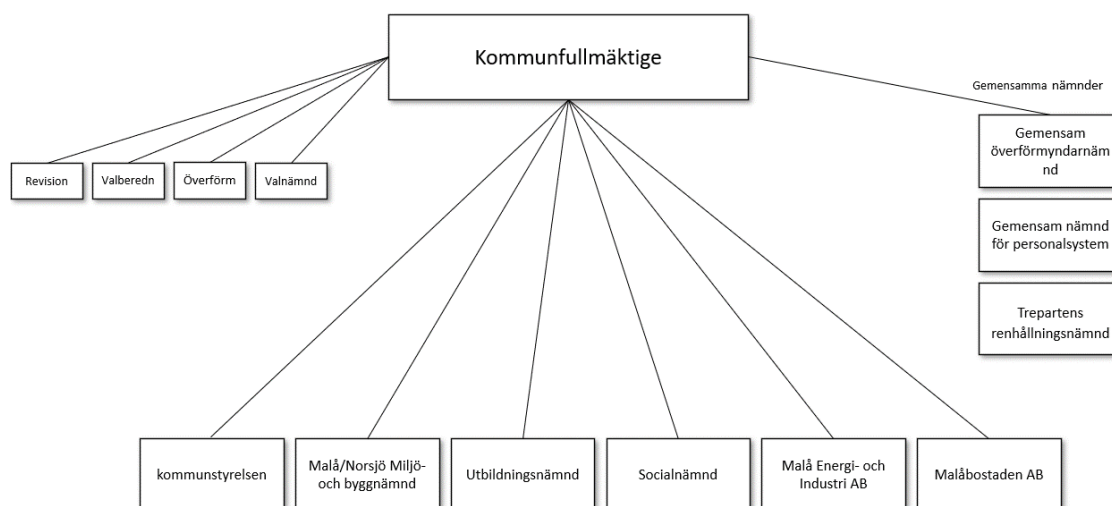 Kommunfullmäktige
Gemensamma nämnder
Gemensam
överförmyndarnäm
nd
Revision
Valberedn
Överförm
Valnämnd
Gemensam nämnd
för personalsystem
Trepartens
renhållningsnämnd
kommunstyrelsen
Malå/Norsjö Miljö-
och byggnämnd
Utbildningsnämnd
Socialnämnd
Malå Energi- och
Industri AB
Malåbostaden AB